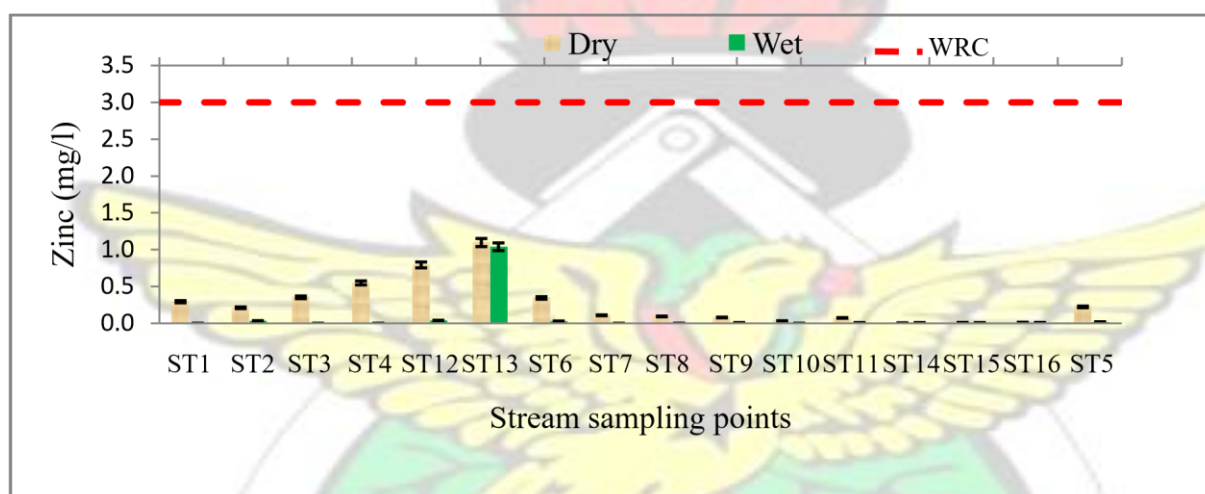 Dry Wet WRC
3.5
3.0
2.5
2.0
1.5
1.0
0.5
0.0
Zinc (mg/l)
ST1 ST2 ST3 ST4 ST12 ST13 ST6 ST7 ST8 ST9 ST10 ST11 ST14 ST15 ST16 ST5
Stream sampling points